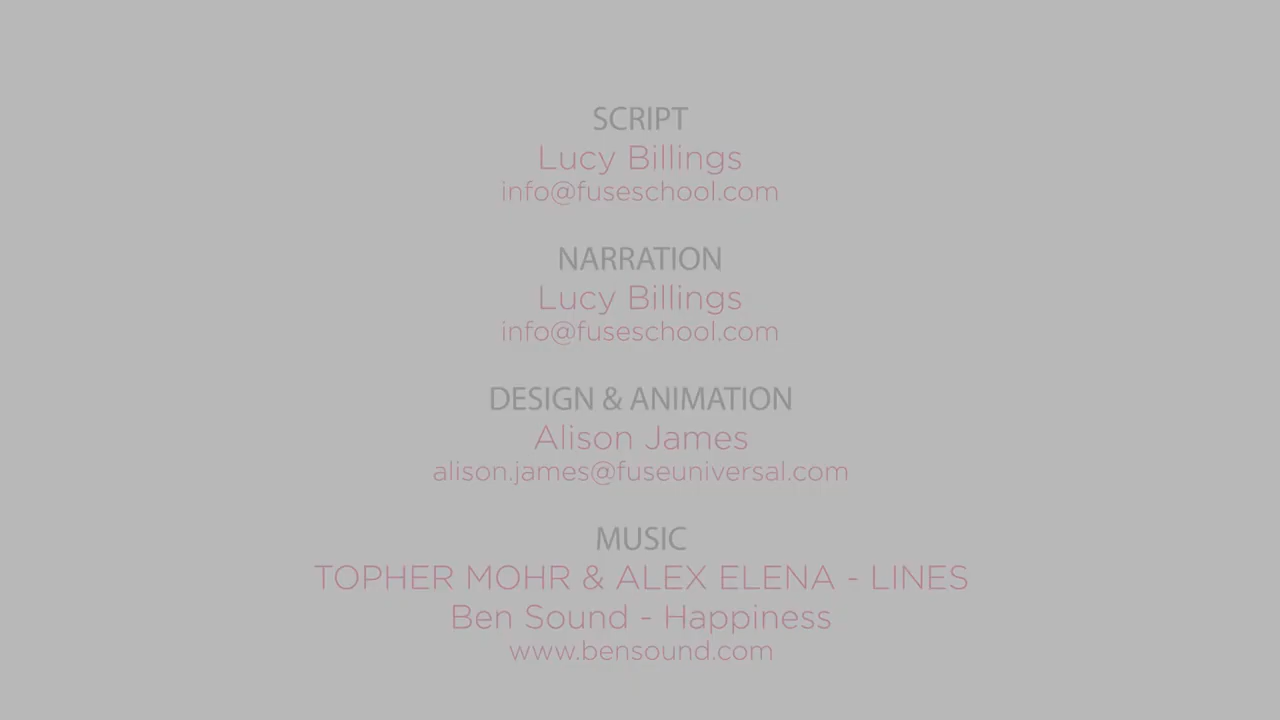 SCRIPT
Lucy Billings
info@fuseschool.com
NARRATION
Lucy Billings
info@fuseschool.com
DESIGN & ANIMATION
Alison James
alison.james@fuseuniversal.com
MUSIC
TOPHER MOHR & ALEX ELENA - LINES
Ben Sound - Happiness
www.bensound.com